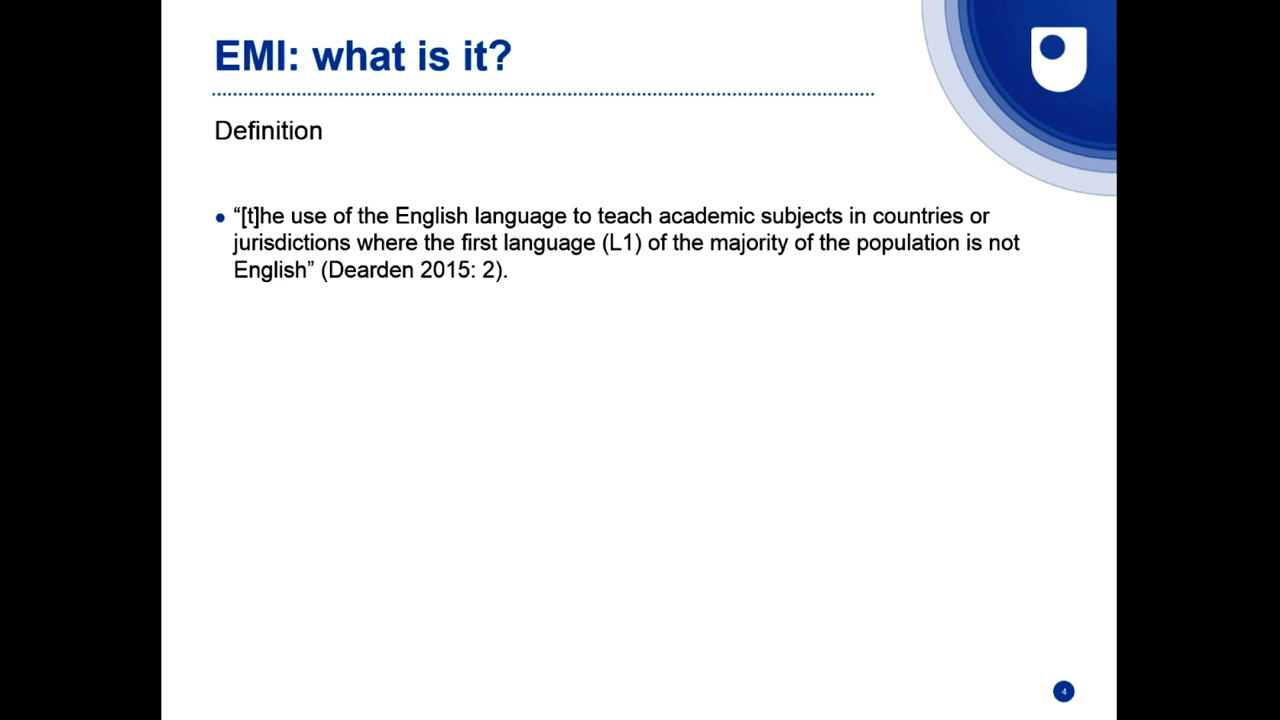 EMI: what is it?
Definition
• “[t]he use of the English language to teach academic subjects in countries or
jurisdictions where the first language (L1) of the majority of the population is not
English” (Dearden 2015: 2).
4